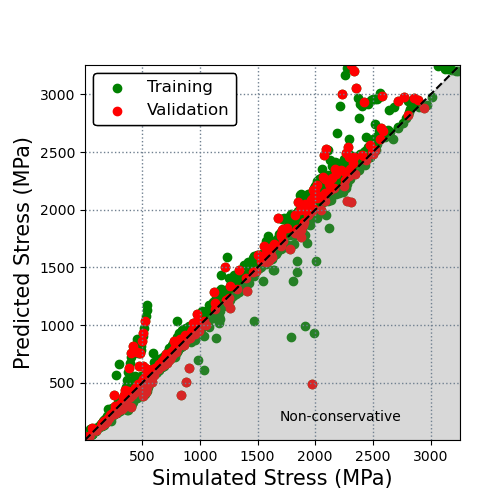 Training
Validation
3000
2500
2000
1500
1000
500
Predicted Stress (MPa)
Non-conservative
500 1000 1500 2000 2500 3000
Simulated Stress (MPa)